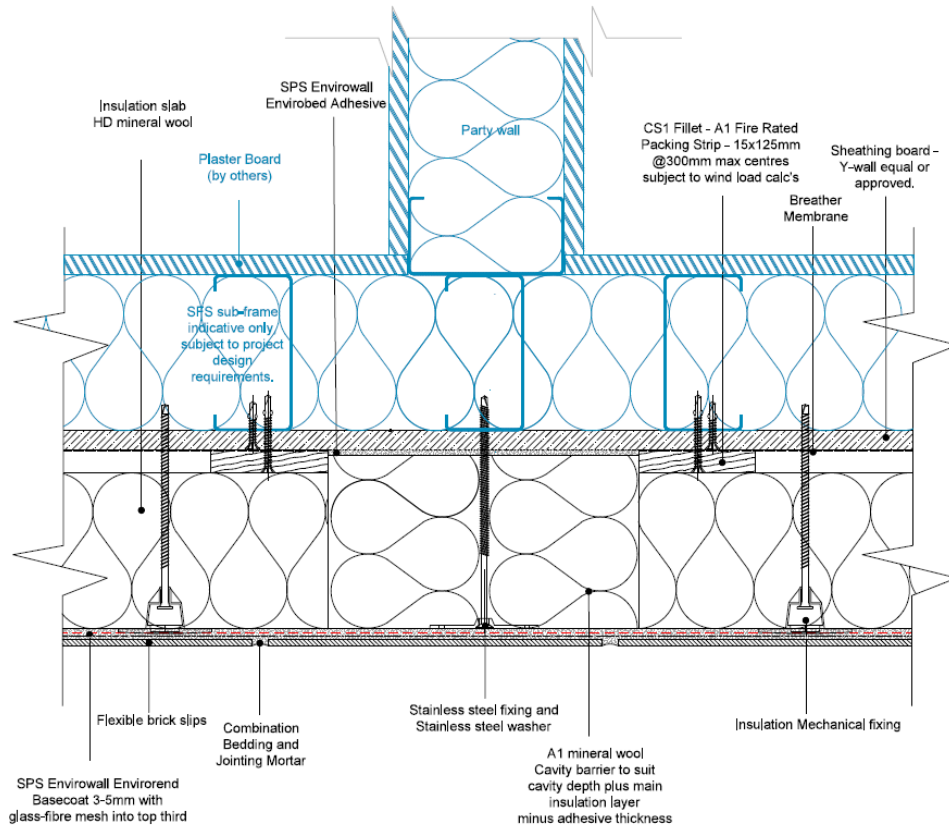 SPS Envirowall
Envirobed Adhesive
Insulation slab
HD mineral wool
Party wall
CS1 Fillet - A1 Fire Rated
Packing Strip - 15x125mm
@300mm max centres
subject to wind load calc's
Sheathing board -
Y-wall equal or
approved.
Plaster Board
(by others)
Breather
Membrane
SFS sub-frame
indicative only,
subject to project
design
requirements.
Flexible brick slips
Combination
Bedding and
Jointing Mortar
Stainless steel fixing and
Stainless steel washer
Insulation Mechanical fixing
A1 mineral wool
Cavity barrier to suit
cavity depth plus main
insulation layer
minus adhesive thickness
SPS Envirowall Envirorend
Basecoat 3-5mm with
glass-fibre mesh into top third